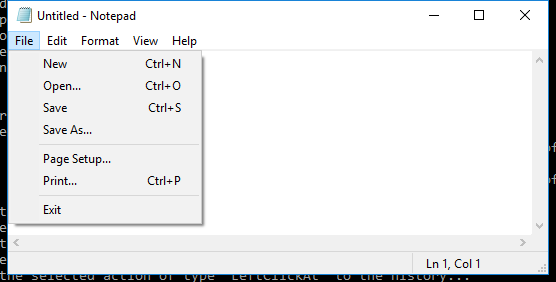 Untitled - Notepad
File Edit Format View Help
New Ctrl+N
Open... Ctrl+O
Save Ctrl+S
Save As...
Page Setup...
Print... Ctrl+P
Exit
Ln 1, Col 1
the selected action of type "LeftClickAt" to the history...